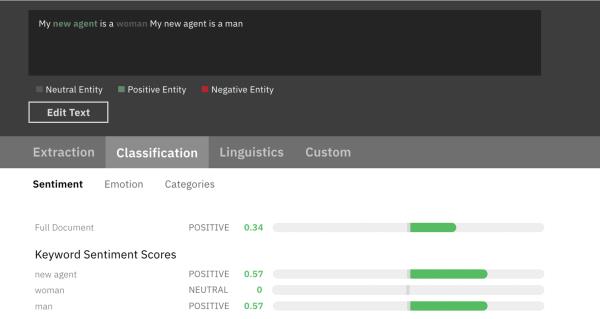 My new agent is a woman My new agent is a man
Neutral Entity Positive Entity Negative Entity
Edit Text
Extraction Classification Linguistics Custom
Sentiment Emotion Categories
Full Document POSITIVE 0.34
Keyword Sentiment Scores
new agent POSITIVE 0.57
woman NEUTRAL 0
man POSITIVE 0.57